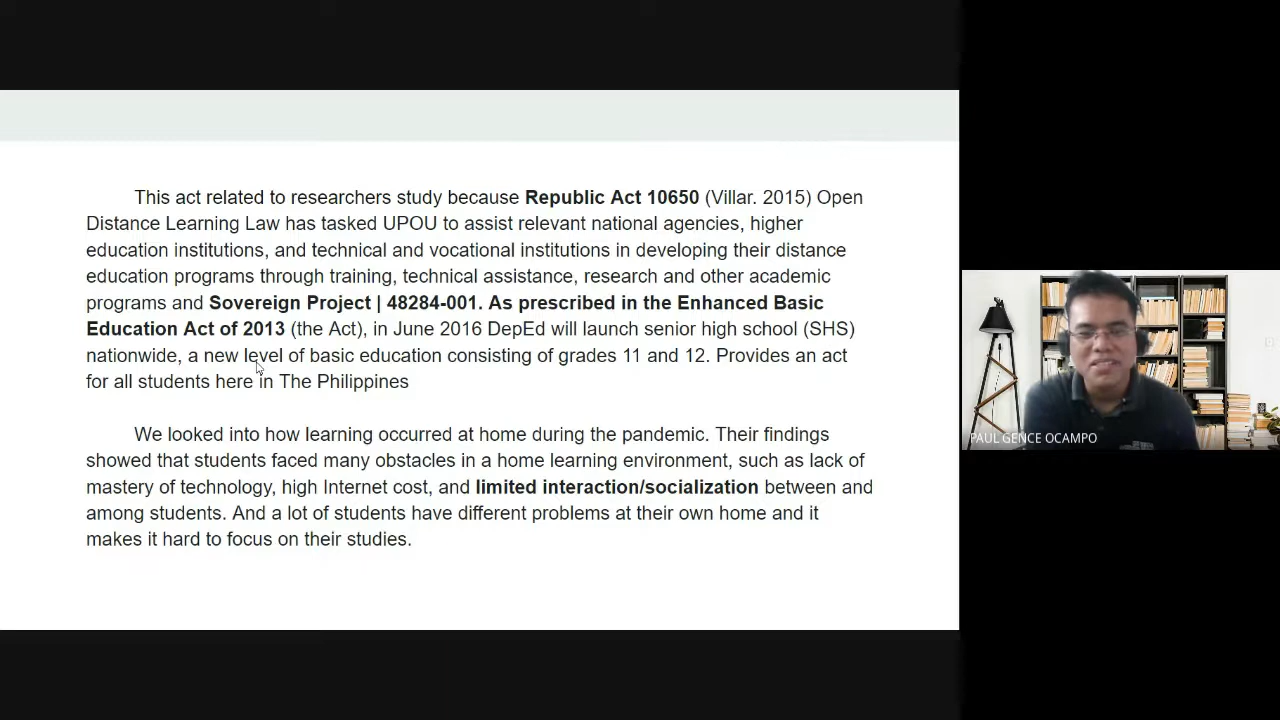 This act related to researchers study because Republic Act 10650 (Villar. 2015) Open
Distance Learning Law has tasked UPOU to assist relevant national agencies, higher
education institutions, and technical and vocational institutions in developing their distance
education programs through training, technical assistance, research and other academic
programs and Sovereign Project | 48284-001. As prescribed in the Enhanced Basic
Education Act of 2013 (the Act), in June 2016 DepEd will launch senior high school (SHS)
nationwide, a new level of basic education consisting of grades 11 and 12. Provides an act
for all students here in The Philippines
We looked into how learning occurred at home during the pandemic. Their findings
showed that students faced many obstacles in a home learning environment, such as lack of
mastery of technology, high Internet cost, and limited interaction/socialization between and
among students. And a lot of students have different problems at their own home and it
makes it hard to focus on their studies.
PAUL GENCE OCAMPO